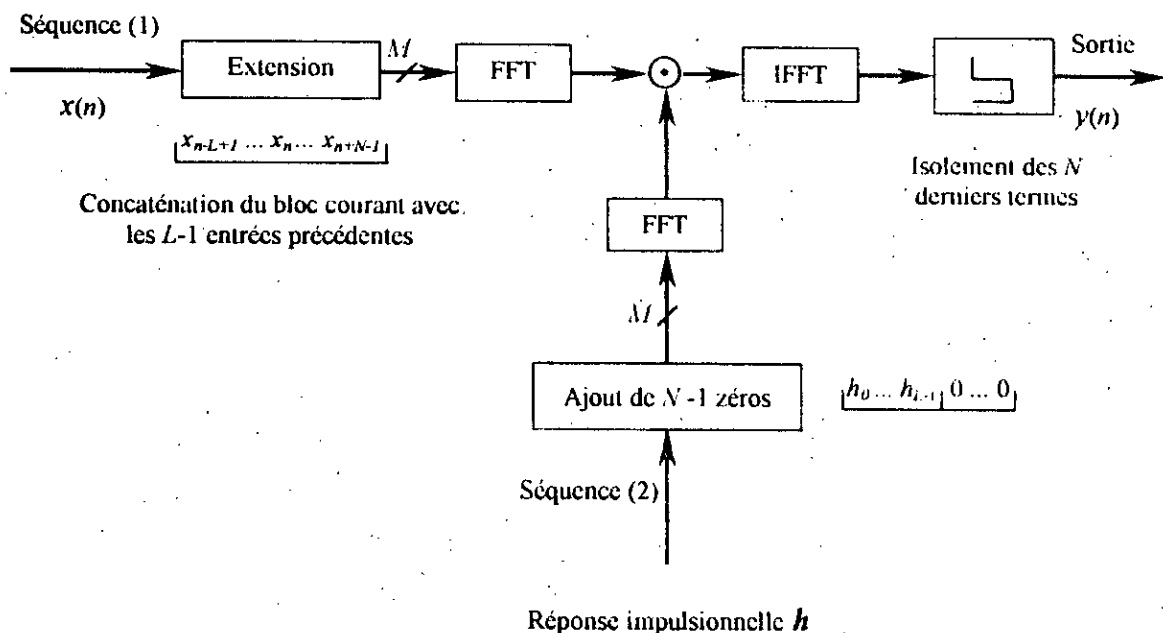 Séquence (1)
x(n)
Extension
M
FFT
IFFT
Sortie
y(n)
x_{n-L+1} ... x_n ... x_{n+N-1}
Concaténation du bloc courant avec
les L-1 entrées précédentes
Isolement des N
derniers termes
FFT
M
Ajout de N -1 zéros
h_0 ... h_{L-1} 0 ... 0
Séquence (2)
Réponse impulsionnelle h